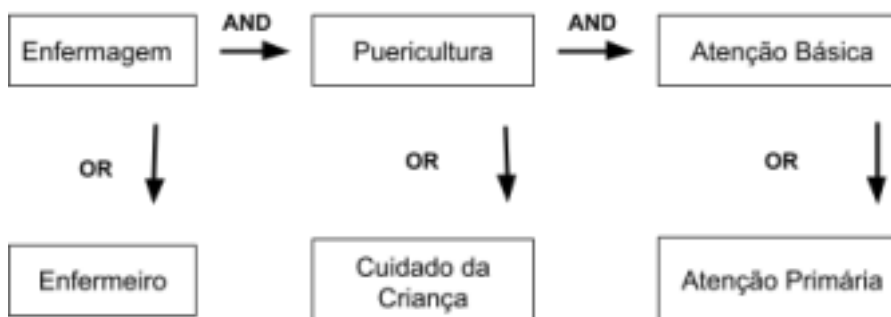 AND
AND
Enfermagem
Puericultura
Atenção Básica
OR
OR
OR
Enfermeiro
Cuidado da
Criança
Atenção Primária